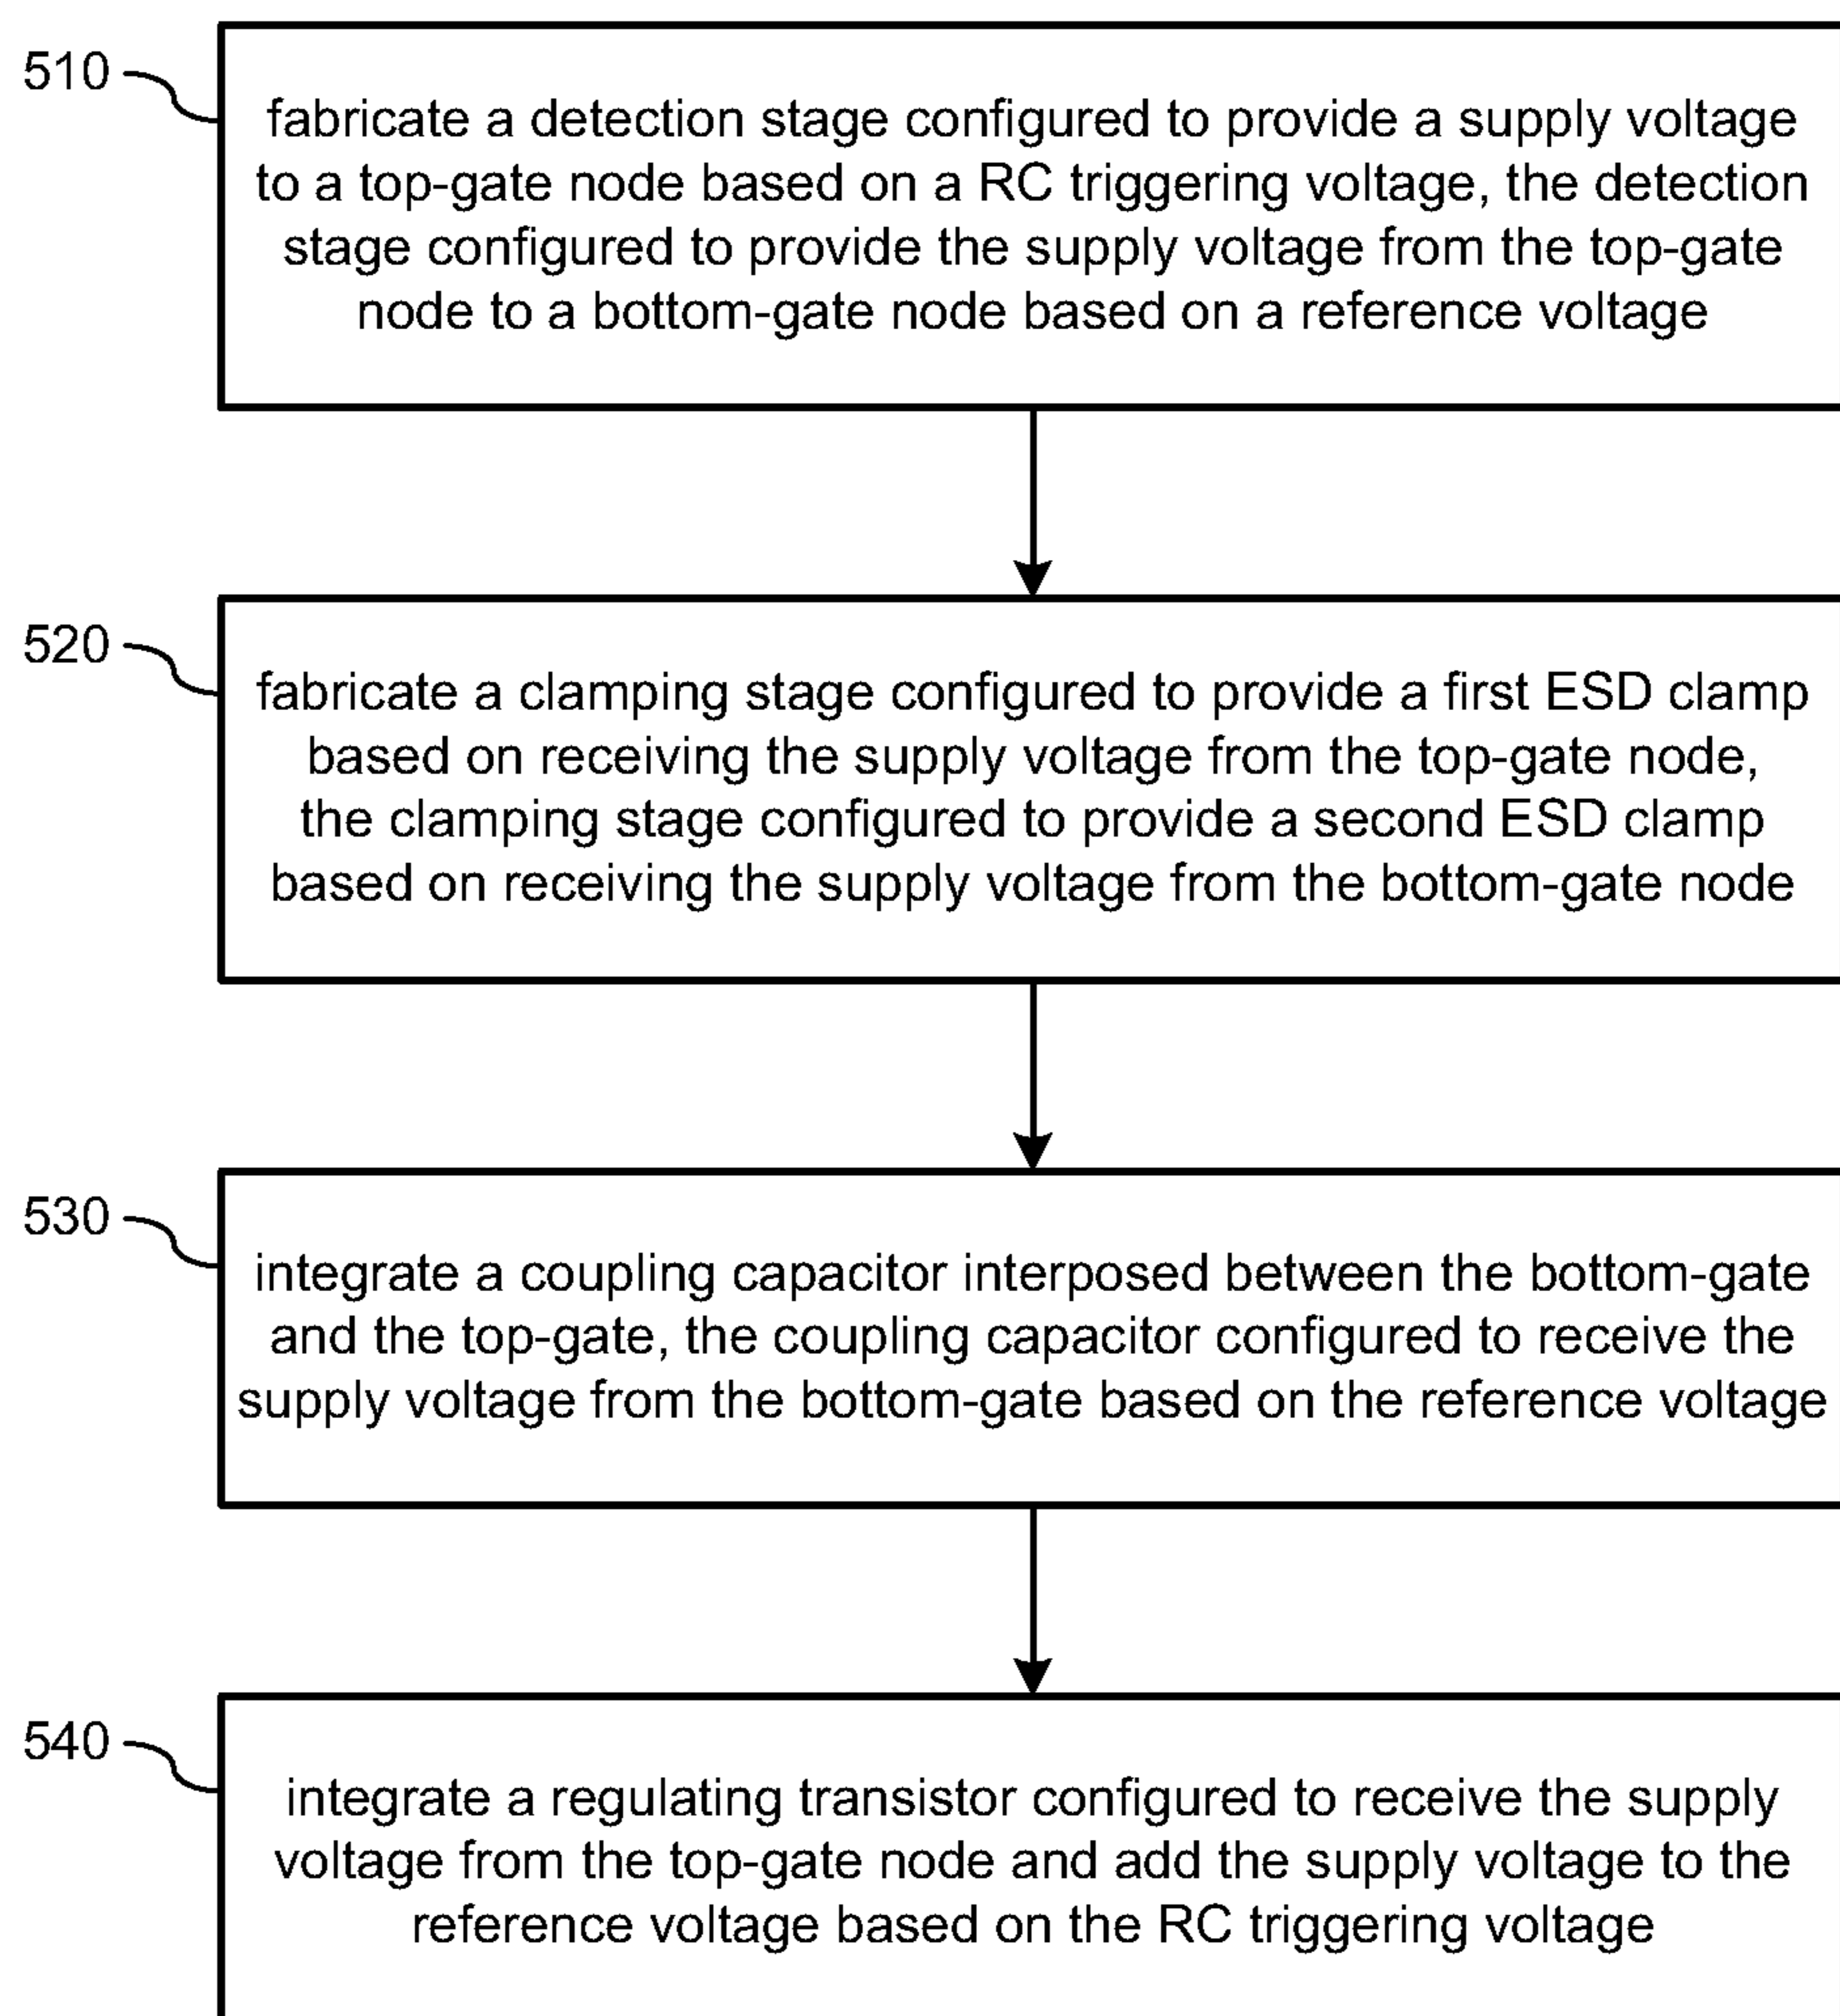 510
fabricate a detection stage configured to provide a supply voltage
to a top-gate node based on a RC triggering voltage, the detection
stage configured to provide the supply voltage from the top-gate
node to a bottom-gate node based on a reference voltage
520
fabricate a clamping stage configured to provide a first ESD clamp
based on receiving the supply voltage from the top-gate node,
the clamping stage configured to provide a second ESD clamp
based on receiving the supply voltage from the bottom-gate node
530
integrate a coupling capacitor interposed between the bottom-gate
and the top-gate, the coupling capacitor configured to receive the
supply voltage from the bottom-gate based on the reference voltage
540
integrate a regulating transistor configured to receive the supply
voltage from the top-gate node and add the supply voltage to the
reference voltage based on the RC triggering voltage